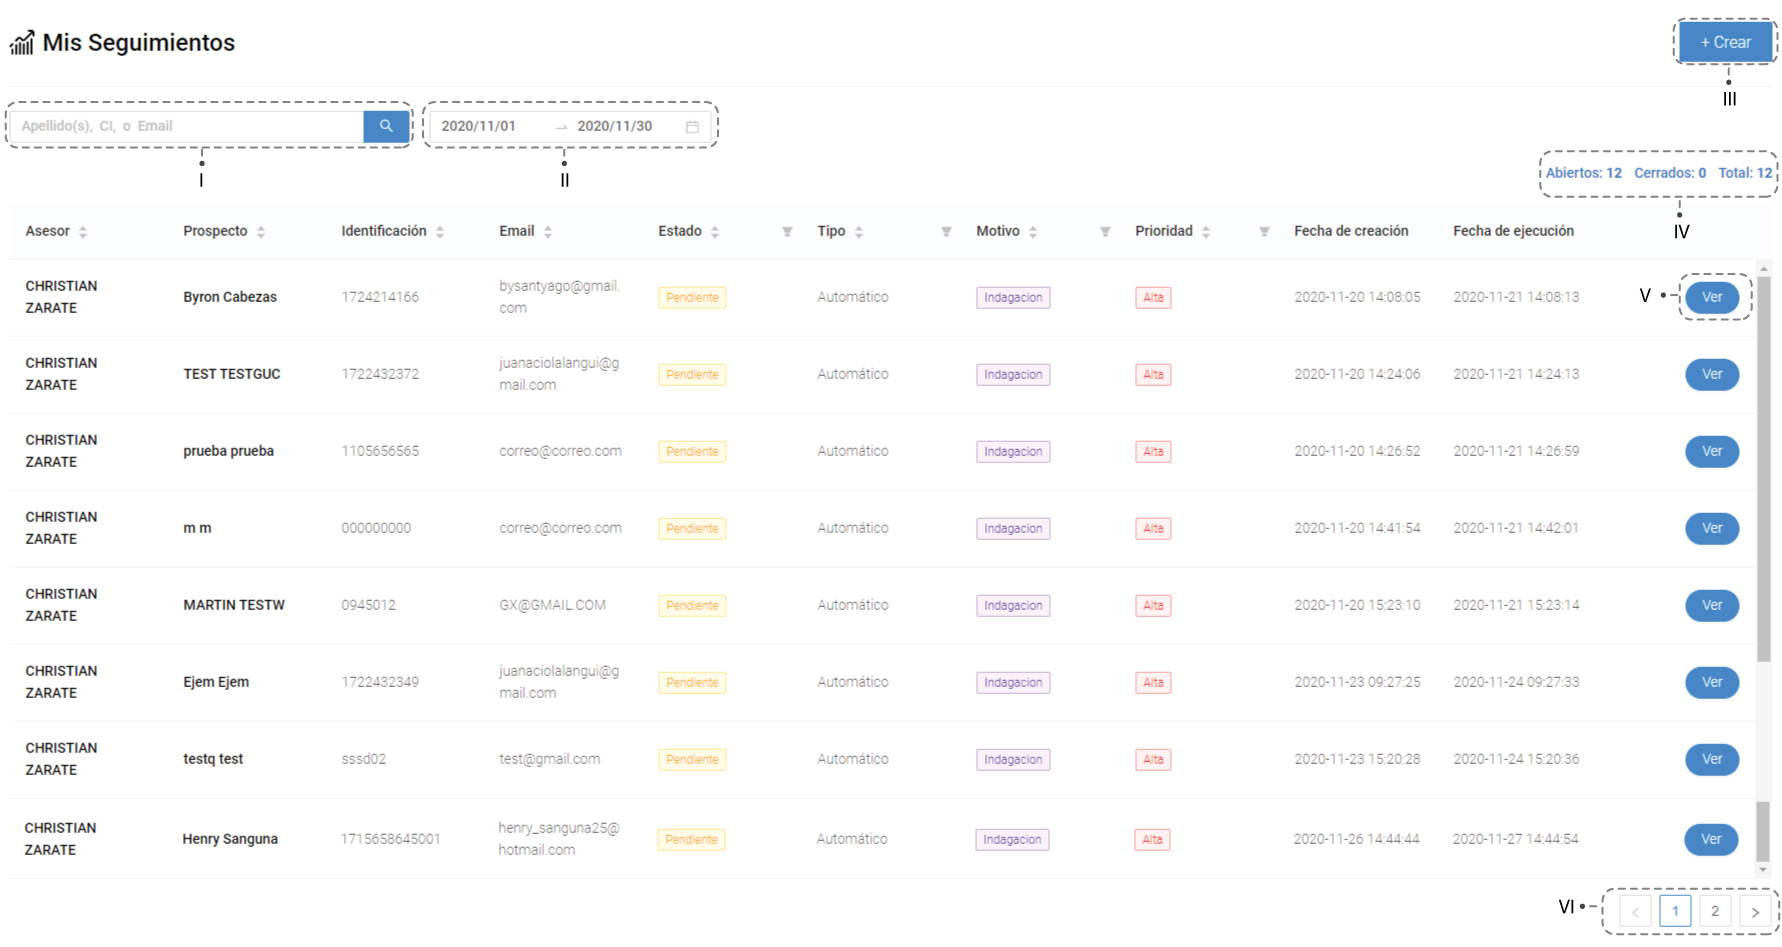 Mis Seguimientos
+ Crear
III
Apellido(s), CI, o Email
2020/11/01 → 2020/11/30
I
II
Abiertos: 12 Cerrados: 0 Total: 12
IV
Asesor Prospecto Identificación Email Estado Tipo Motivo Prioridad Fecha de creación Fecha de ejecución
CHRISTIAN ZARATE Byron Cabezas 1724214166 bysantyago@gmail.com Pendiente Automático Indagacion Alta 2020-11-20 14:08:05 2020-11-21 14:08:13 V Ver
CHRISTIAN ZARATE TEST TESTGUC 1722432372 juanaciolalangui@gmail.com Pendiente Automático Indagacion Alta 2020-11-20 14:24:06 2020-11-21 14:24:13 Ver
CHRISTIAN ZARATE prueba prueba 1105656565 correo@correo.com Pendiente Automático Indagacion Alta 2020-11-20 14:26:52 2020-11-21 14:26:59 Ver
CHRISTIAN ZARATE m m 000000000 correo@correo.com Pendiente Automático Indagacion Alta 2020-11-20 14:41:54 2020-11-21 14:42:01 Ver
CHRISTIAN ZARATE MARTIN TESTW 0945012 GX@GMAIL.COM Pendiente Automático Indagacion Alta 2020-11-20 15:23:10 2020-11-21 15:23:14 Ver
CHRISTIAN ZARATE Ejem Ejem 1722432349 juanaciolalangui@gmail.com Pendiente Automático Indagacion Alta 2020-11-23 09:27:25 2020-11-24 09:27:33 Ver
CHRISTIAN ZARATE testq test sssd02 test@gmail.com Pendiente Automático Indagacion Alta 2020-11-23 15:20:28 2020-11-24 15:20:36 Ver
CHRISTIAN ZARATE Henry Sanguna 1715658645001 henry_sanguna25@hotmail.com Pendiente Automático Indagacion Alta 2020-11-26 14:44:44 2020-11-27 14:44:54 Ver
VI < 1 2 >